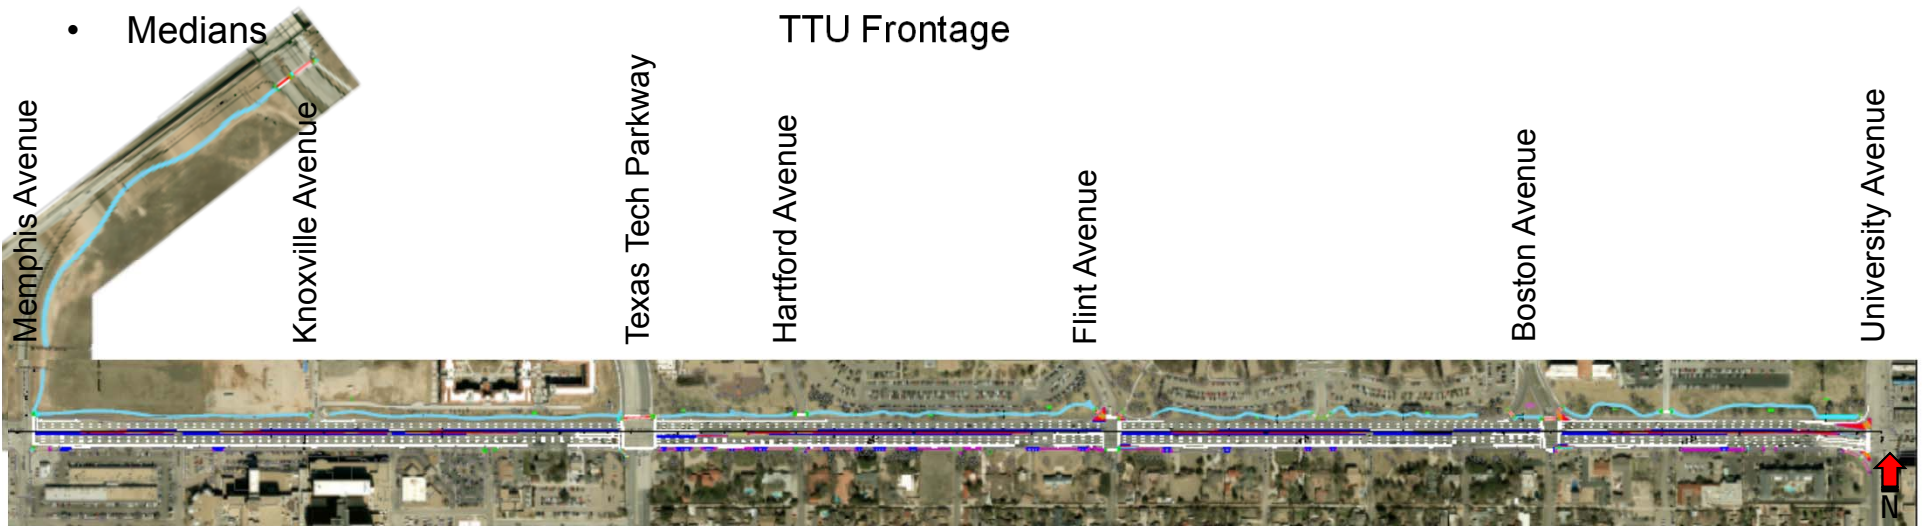 • Medians
TTU Frontage
Memphis Avenue
Knoxville Avenue
Texas Tech Parkway
Hartford Avenue
Flint Avenue
Boston Avenue
University Avenue
N